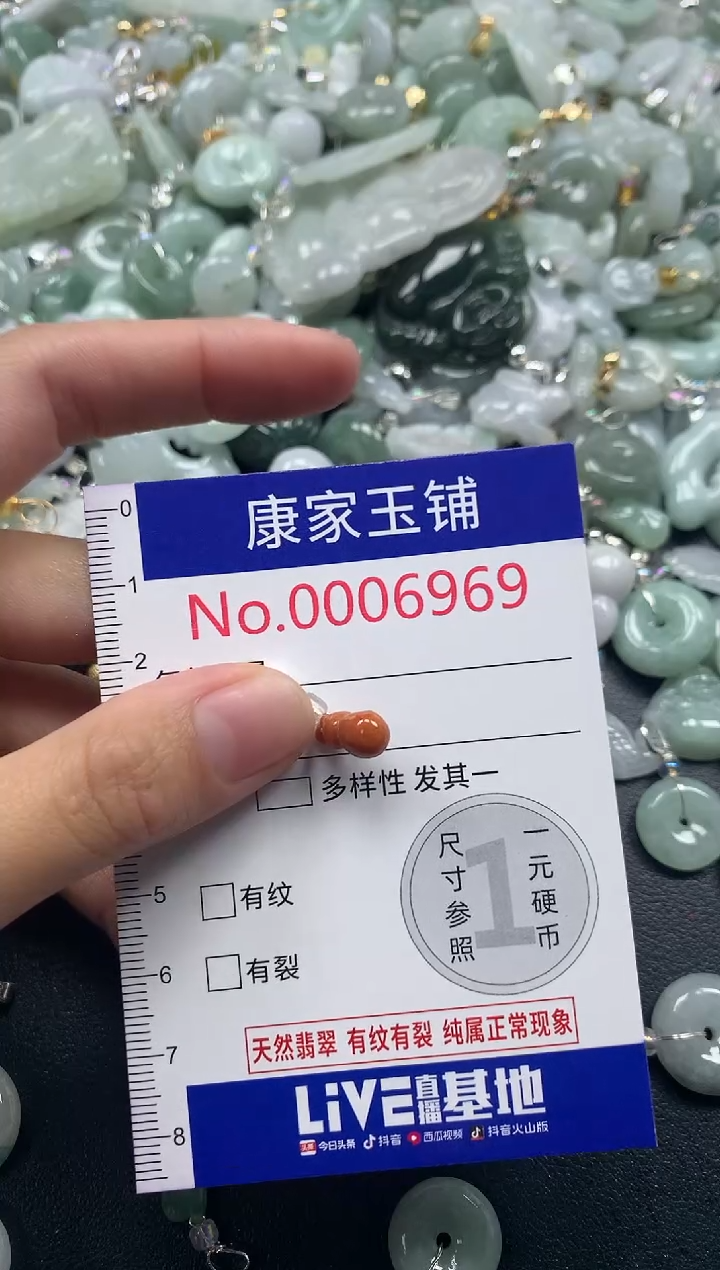 康家玉铺
No.0006969
0
1
2
多样性 发其一
尺寸参照
1
一元硬币
5
有纹
6
有裂
7
天然翡翠 有纹有裂 纯属正常现象
LiVE直播基地
8
头条 今日头条 抖音 西瓜视频 抖音火山版